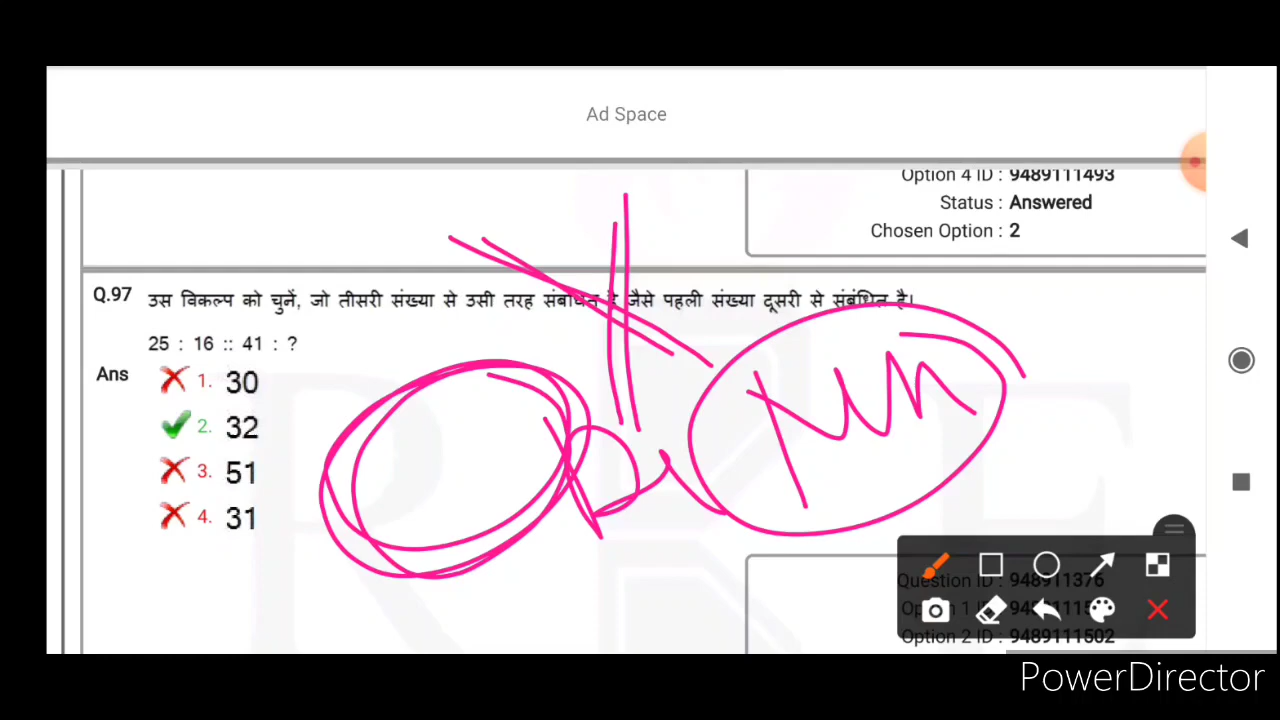 Ad Space
Option 4 ID : 9489111493
Status : Answered
Chosen Option : 2
Q.97 उस विकल्प को चुनें, जो तीसरी संख्या से उसी तरह संबंधित है जैसे पहली संख्या दूसरी से संबंधित है।
25 : 16 :: 41 : ?
Ans
1. 30
2. 32
3. 51
4. 31
Question ID : 948911376
Option 2 ID : 9489111502
PowerDirector